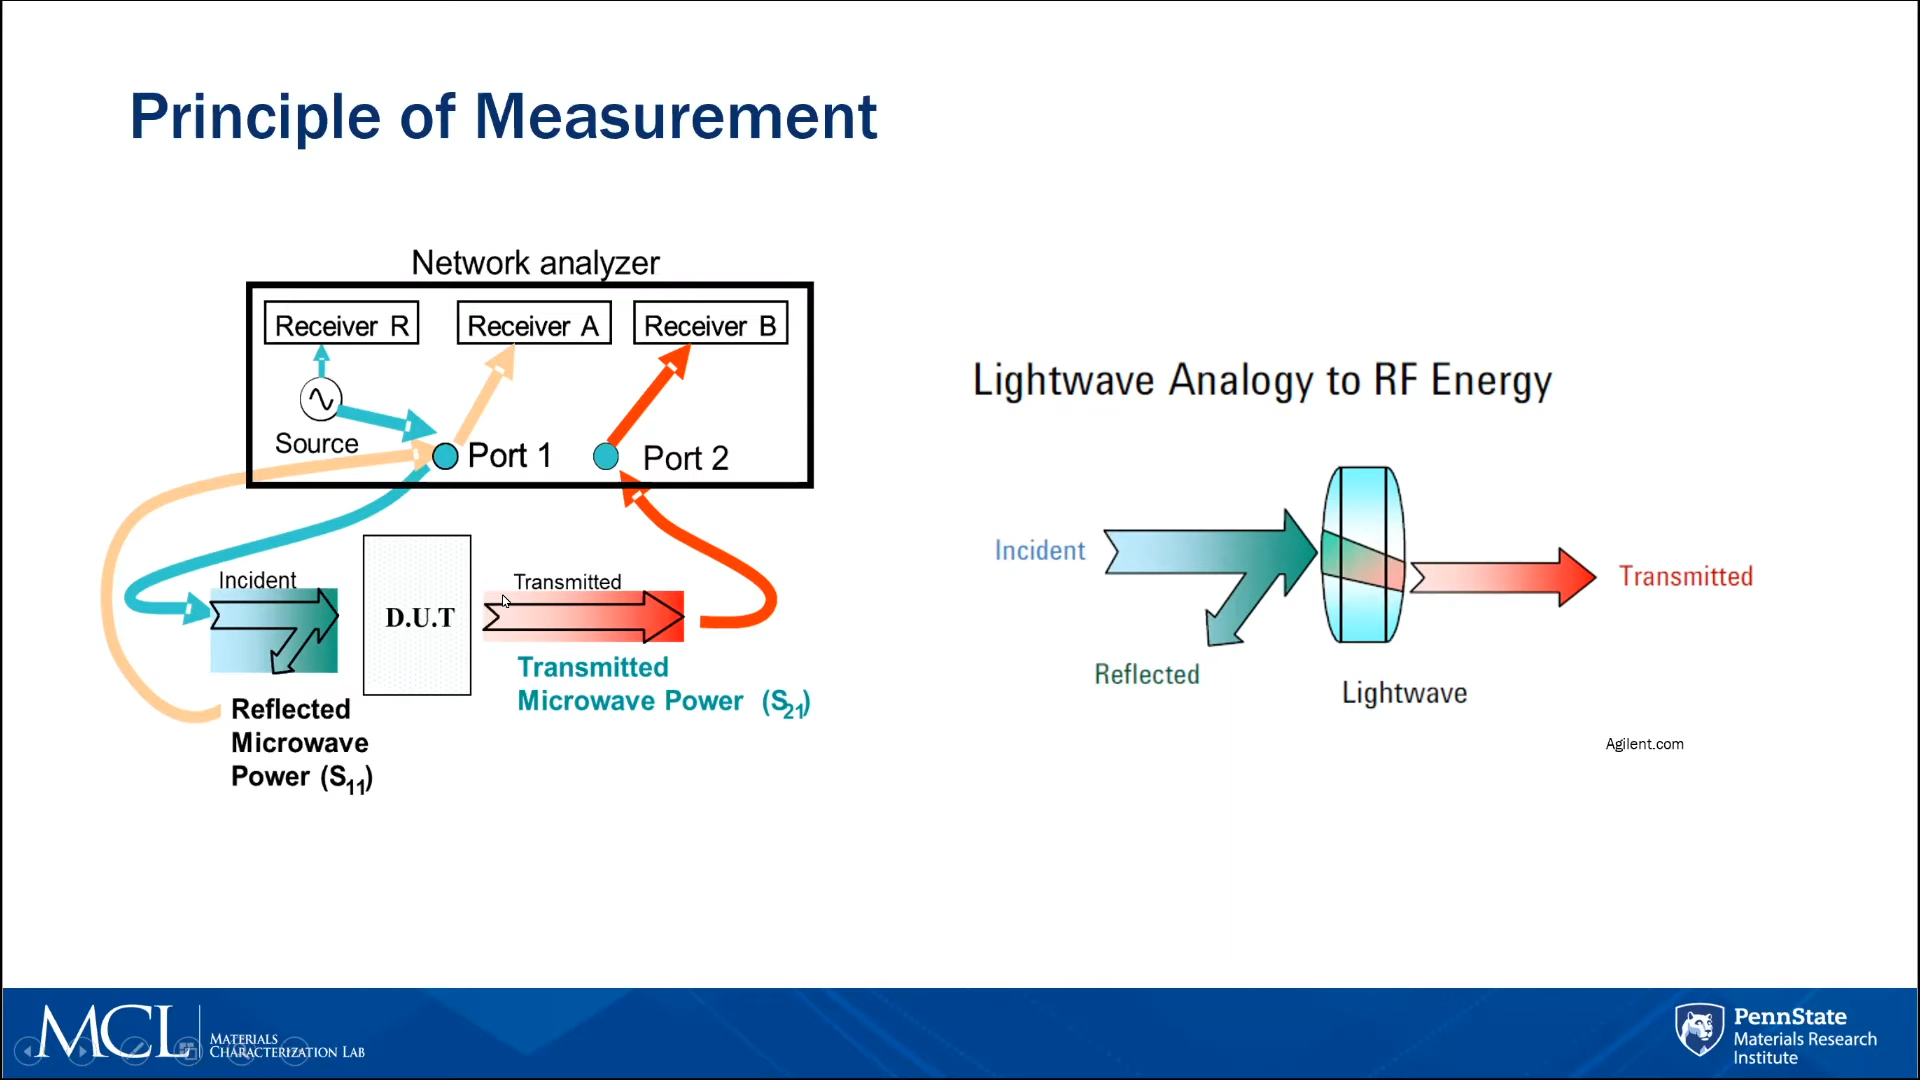 Principle of Measurement
Network analyzer
Receiver R
Receiver A
Receiver B
Source
Port 1
Port 2
Incident
D.U.T
Transmitted
Transmitted
Microwave Power (S21)
Reflected
Microwave
Power (S11)
Lightwave Analogy to RF Energy
Incident
Transmitted
Reflected
Lightwave
Agilent.com
MCL
MATERIALS
CHARACTERIZATION LAB
PennState
Materials Research
Institute